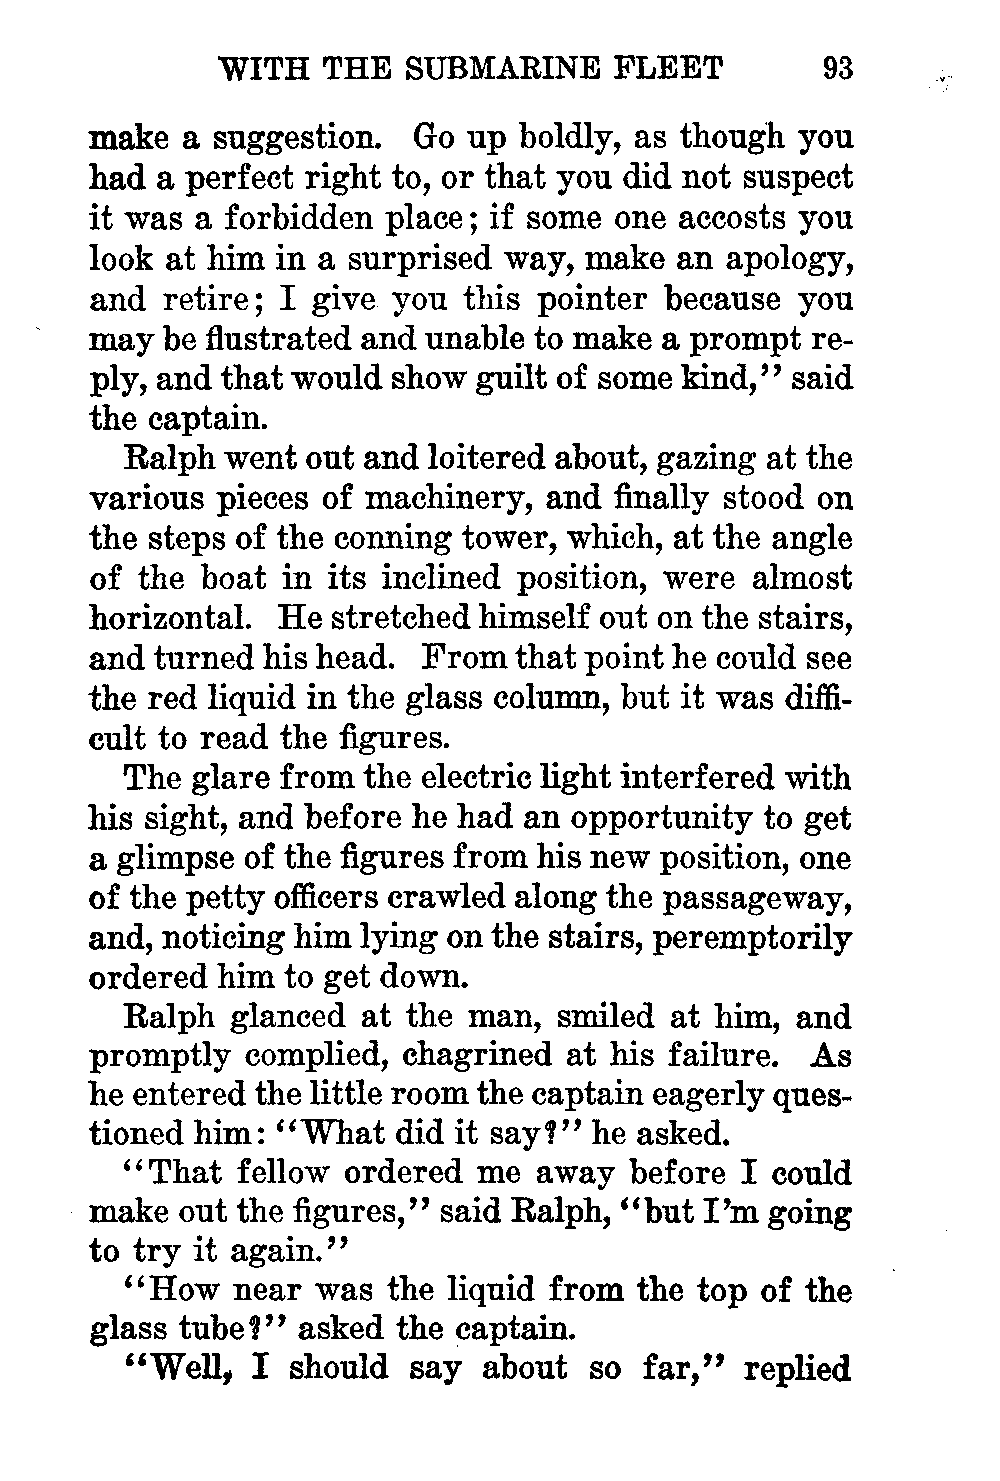 WITH THE SUBMARINE FLEET 93
make a suggestion. Go up boldly, as though you
had a perfect right to, or that you did not suspect
it was a forbidden place; if some one accosts you
look at him in a surprised way, make an apology,
and retire; I give you this pointer because you
may be flustrated and unable to make a prompt re-
ply, and that would show guilt of some kind,” said
the captain.
Ralph went out and loitered about, gazing at the
various pieces of machinery, and finally stood on
the steps of the conning tower, which, at the angle
of the boat in its inclined position, were almost
horizontal. He stretched himself out on the stairs,
and turned his head. From that point he could see
the red liquid in the glass column, but it was diffi-
cult to read the figures.
The glare from the electric light interfered with
his sight, and before he had an opportunity to get
a glimpse of the figures from his new position, one
of the petty officers crawled along the passageway,
and, noticing him lying on the stairs, peremptorily
ordered him to get down.
Ralph glanced at the man, smiled at him, and
promptly complied, chagrined at his failure. As
he entered the little room the captain eagerly ques-
tioned him: “What did it say?” he asked.
“That fellow ordered me away before I could
make out the figures,” said Ralph, “but I’m going
to try it again.”
“How near was the liquid from the top of the
glass tube?” asked the captain.
“Well, I should say about so far,” replied